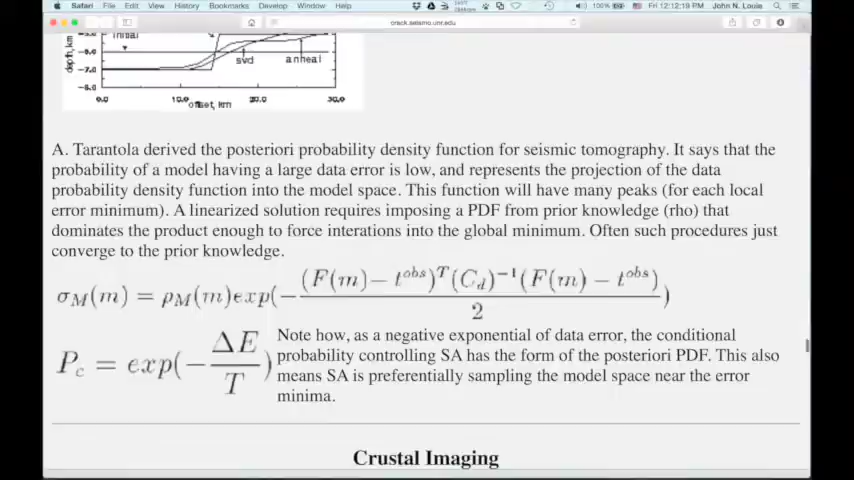 Safari File Edit View History Bookmarks Develop Window Help 100% Fri 12:12:19 PM John N. Louie
crack.seismo.unr.edu
initial
-6.0
-7.0
-8.0
depth, km
svd
anneal
0.0 10.0 20.0 30.0
offset, km
A. Tarantola derived the posteriori probability density function for seismic tomography. It says that the
probability of a model having a large data error is low, and represents the projection of the data
probability density function into the model space. This function will have many peaks (for each local
error minimum). A linearized solution requires imposing a PDF from prior knowledge (rho) that
dominates the product enough to force interations into the global minimum. Often such procedures just
converge to the prior knowledge.
σ_M(m) = ρ_M(m)exp(−(F(m)− t^obs)^T(C_d)^−1(F(m) − t^obs)/2)
P_c = exp(−ΔE/T)
Note how, as a negative exponential of data error, the conditional
probability controlling SA has the form of the posteriori PDF. This also
means SA is preferentially sampling the model space near the error
minima.
Crustal Imaging